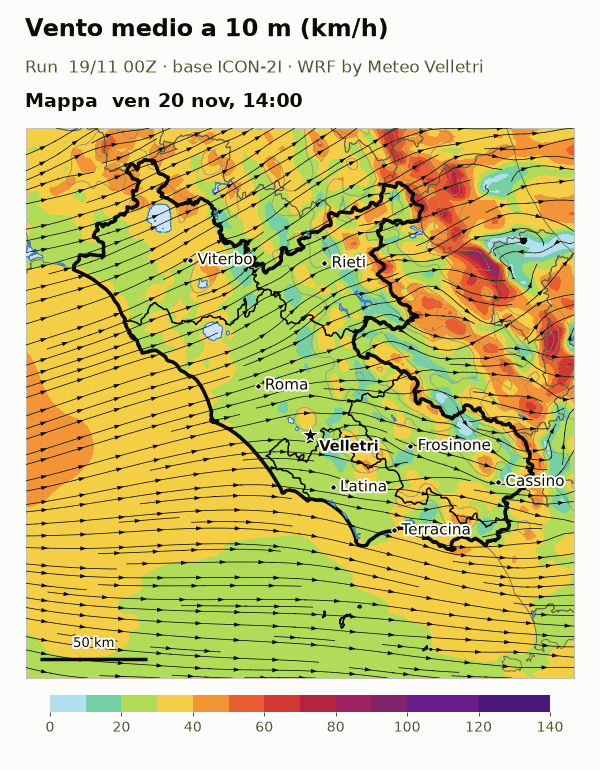 Vento medio a 10 m (km/h)
Run  19/11 00Z · base ICON-2I · WRF by Meteo Velletri
Mappa  ven 20 nov, 14:00
Viterbo
Rieti
Roma
Velletri
Frosinone
Cassino
Latina
Terracina
50 km
0 20 40 60 80 100 120 140